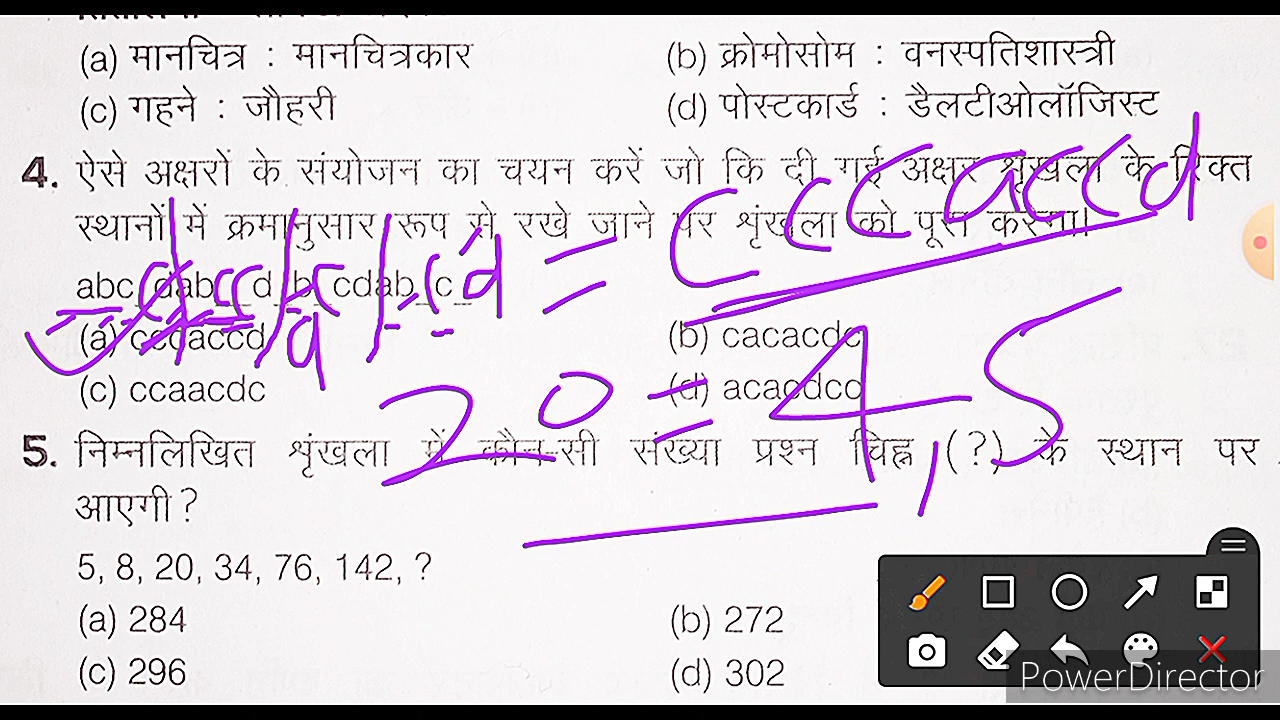 (a) मानचित्र : मानचित्रकार (b) क्रोमोसोम : वनस्पतिशास्त्री
(c) गहने : जौहरी (d) पोस्टकार्ड : डैलटीओलॉजिस्ट
4. ऐसे अक्षरों के संयोजन का चयन करें जो कि दी गई अक्षर शृंखला के रिक्त
स्थानों में क्रमानुसार रूप से रखे जाने पर शृंखला को पूरा करेगा।
abc_dab__d_b_cdab_c_
= cccaccd
(a) cccaccd (b) cacacdc
(c) ccaacdc (d) acacdcc
20 = 4, 5
5. निम्नलिखित शृंखला में कौन-सी संख्या प्रश्न चिह्न (?) के स्थान पर
आएगी?
5, 8, 20, 34, 76, 142, ?
(a) 284 (b) 272
(c) 296 (d) 302
PowerDirector